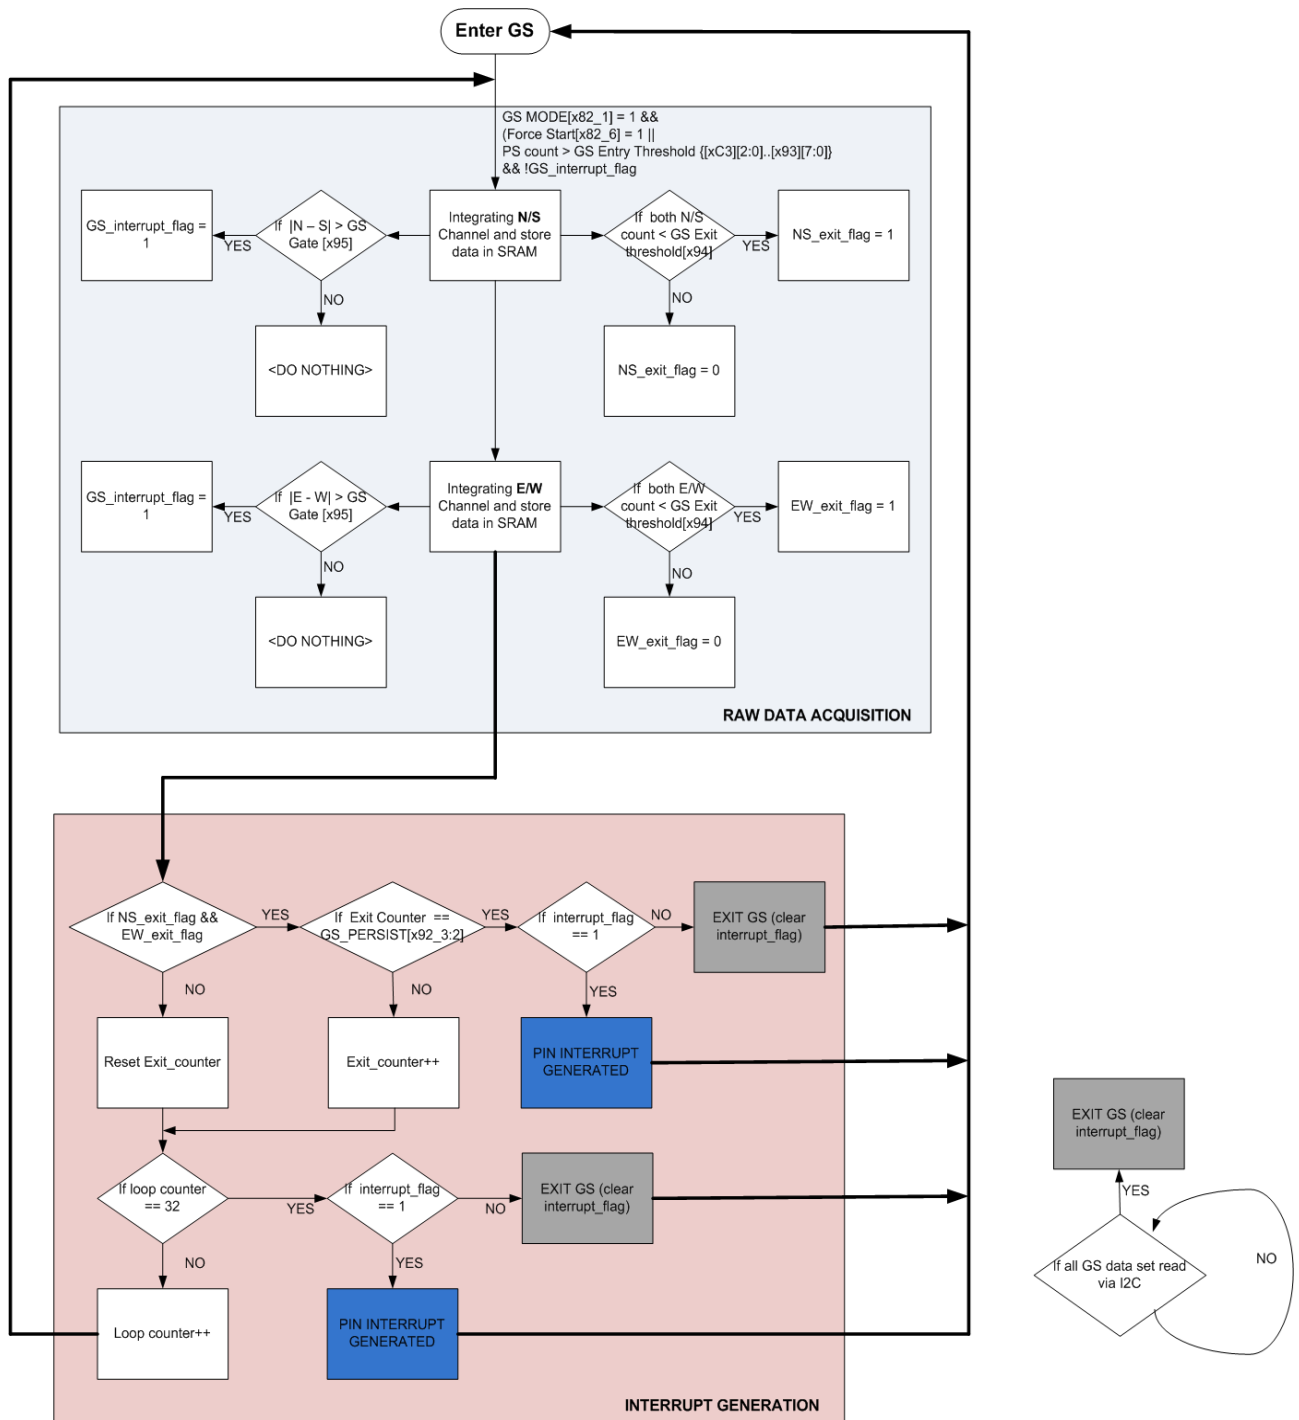 Enter GS
GS MODE[x82_1] = 1 &&
(Force Start[x82_6] = 1 ||
PS count > GS Entry Threshold {[xC3][2:0]..[x93][7:0]}
&& !GS_interrupt_flag
GS_interrupt_flag =
1
YES
If |N – S| > GS
Gate [x95]
NO
<DO NOTHING>
Integrating N/S
Channel and store
data in SRAM
If both N/S
count < GS Exit
threshold[x94]
YES
NS_exit_flag = 1
NO
NS_exit_flag = 0
GS_interrupt_flag =
1
YES
If |E - W| > GS
Gate [x95]
NO
<DO NOTHING>
Integrating E/W
Channel and store
data in SRAM
If both E/W
count < GS Exit
threshold[x94]
YES
EW_exit_flag = 1
NO
EW_exit_flag = 0
RAW DATA ACQUISITION
If NS_exit_flag &&
EW_exit_flag
YES
If Exit Counter ==
GS_PERSIST[x92_3:2]
YES
If interrupt_flag
== 1
NO
EXIT GS (clear
interrupt_flag)
NO
NO
YES
Reset Exit_counter
Exit_counter++
PIN INTERRUPT
GENERATED
If loop counter
== 32
YES
If interrupt_flag
== 1
NO
EXIT GS (clear
interrupt_flag)
NO
YES
Loop counter++
PIN INTERRUPT
GENERATED
INTERRUPT GENERATION
EXIT GS (clear
interrupt_flag)
YES
If all GS data set read
via I2C
NO